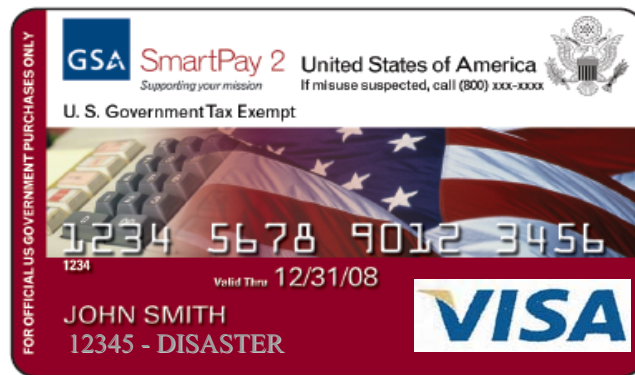 FOR OFFICIAL US GOVERNMENT PURCHASES ONLY
GSA
SmartPay 2
Supporting your mission
United States of America
If misuse suspected, call (800) xxx-xxxx
U. S. Government Tax Exempt
1234 5678 9012 3456
1234
Valid Thru 12/31/08
JOHN SMITH
12345 - DISASTER
VISA